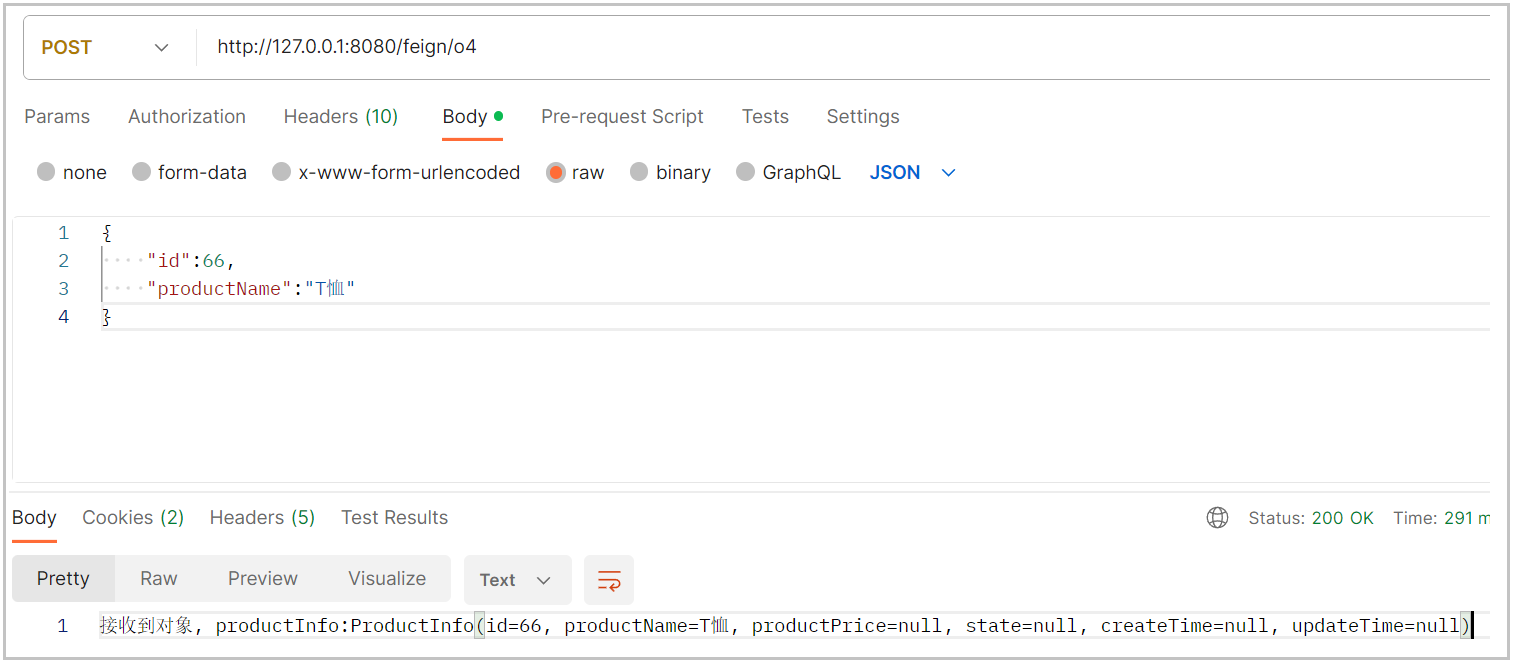 POST http://127.0.0.1:8080/feign/o4
Params Authorization Headers (10) Body Pre-request Script Tests Settings
none form-data x-www-form-urlencoded raw binary GraphQL JSON
1 {
2 ····"id":66,
3 ····"productName":"T恤"
4 }
Body Cookies (2) Headers (5) Test Results Status: 200 OK Time: 291 m
Pretty Raw Preview Visualize Text
1 接收到对象, productInfo:ProductInfo(id=66, productName=T恤, productPrice=null, state=null, createTime=null, updateTime=null)